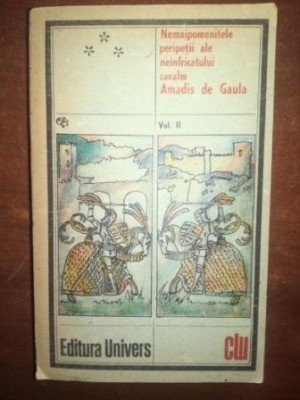 Nemaipomenitele
peripeții ale
neînfricatului
cavaler
Amadis de Gaula
Vol. II
Editura Univers
clu